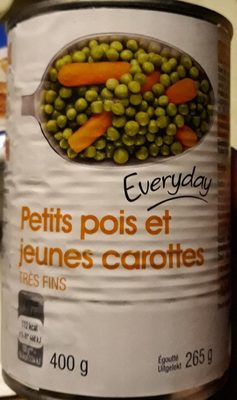 Everyday
Petits pois et
jeunes carottes
TRÈS FINS
400 g
Égoutté
Uitgelekt 265 g